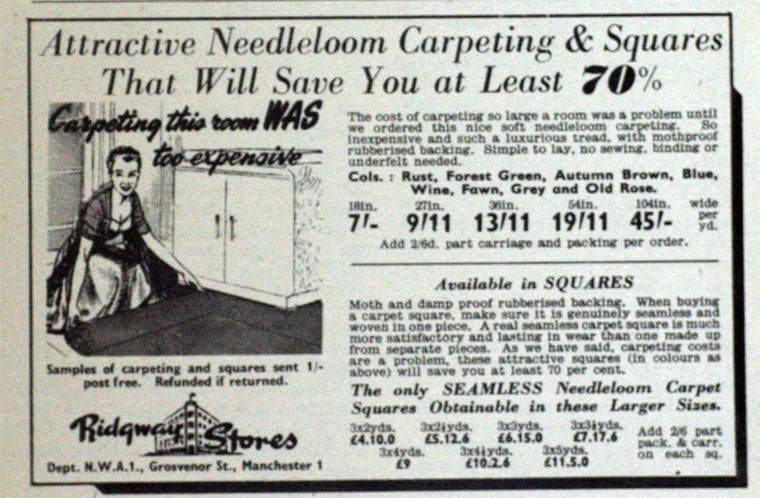 Attractive Needleloom Carpeting & Squares
That Will Save You at Least 70%
Carpeting this room WAS
too expensive
The cost of carpeting so large a room was a problem until
we ordered this nice soft needleloom carpeting. So
inexpensive and such a luxurious tread, with mothproof
rubberised backing. Simple to lay, no sewing, binding or
underfelt needed.
Cols. : Rust, Forest Green, Autumn Brown, Blue,
Wine, Fawn, Grey and Old Rose.
18in. 27in. 36in. 54in. 104in. wide
7/- 9/11 13/11 19/11 45/- per yd.
Add 2/6d. part carriage and packing per order.
Available in SQUARES
Moth and damp proof rubberised backing. When buying
a carpet square, make sure it is genuinely seamless and
woven in one piece. A real seamless carpet square is much
more satisfactory and lasting in wear than one made up
from separate pieces. As we have said, carpeting costs
are a problem, these attractive squares (in colours as
above) will save you at least 70 per cent.
The only SEAMLESS Needleloom Carpet
Squares Obtainable in these Larger Sizes.
3x2yds. 3x2½yds. 3x3yds. 3x3½yds.
£4.10.0 £5.12.6 £6.15.0 £7.17.6
3x4yds. 3x4½yds. 3x5yds.
£9 £10.2.6 £11.5.0
Add 2/6 part
pack. & carr.
on each sq.
Samples of carpeting and squares sent 1/-
post free. Refunded if returned.
Ridgway Stores
Dept. N.W.A.1., Grosvenor St., Manchester 1